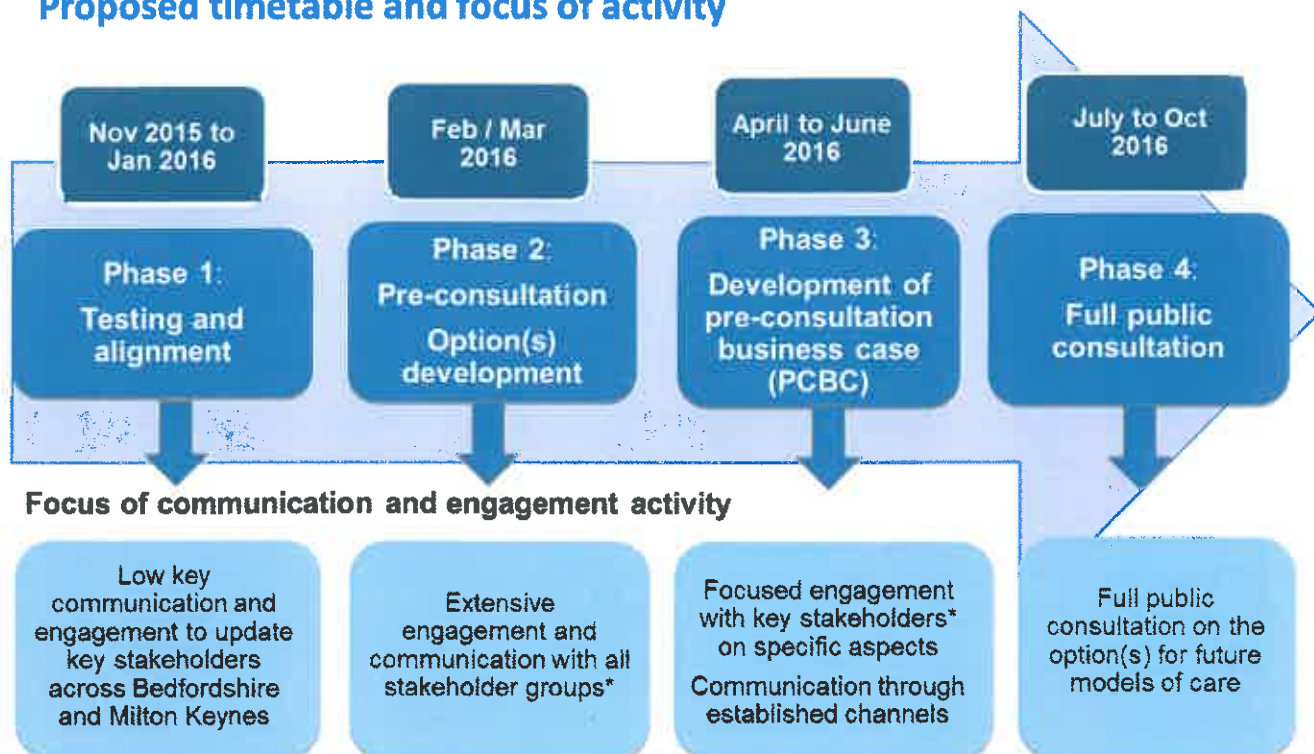 Proposed timetable and focus of activity
Nov 2015 to
Jan 2016
Feb / Mar
2016
April to June
2016
July to Oct
2016
Phase 1:
Testing and
alignment
Phase 2:
Pre-consultation
Option(s)
development
Phase 3:
Development of
pre-consultation
business case
(PCBC)
Phase 4:
Full public
consultation
Focus of communication and engagement activity
Low key
communication and
engagement to update
key stakeholders
across Bedfordshire
and Milton Keynes
Extensive
engagement and
communication with all
stakeholder groups*
Focused engagement
with key stakeholders*
on specific aspects
Communication through
established channels
Full public
consultation on the
option(s) for future
models of care